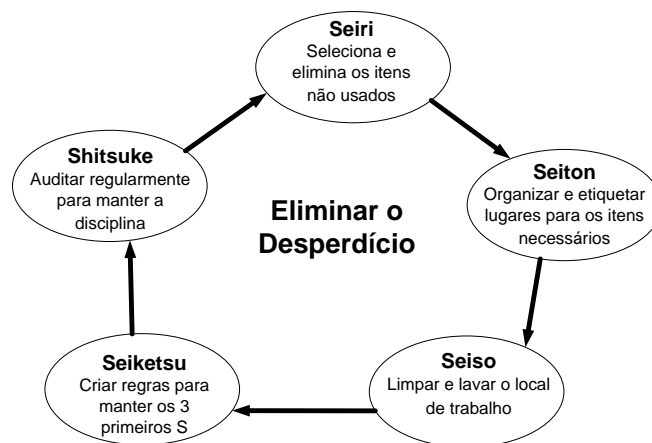 Seiri
Seleciona e
elimina os itens
não usados
Shitsuke
Auditar regularmente
para manter a
disciplina
Seiton
Organizar e etiquetar
lugares para os itens
necessários
Eliminar o
Desperdício
Seiketsu
Criar regras para
manter os 3
primeiros S
Seiso
Limpar e lavar o local
de trabalho